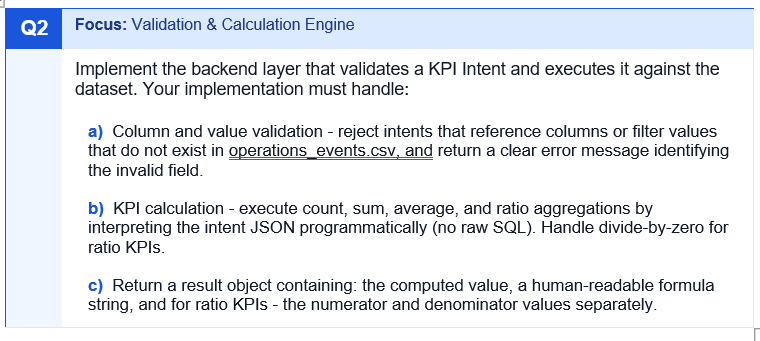 Q2
Focus: Validation & Calculation Engine
Implement the backend layer that validates a KPI Intent and executes it against the
dataset. Your implementation must handle:
a) Column and value validation - reject intents that reference columns or filter values
that do not exist in operations_events.csv, and return a clear error message identifying
the invalid field.
b) KPI calculation - execute count, sum, average, and ratio aggregations by
interpreting the intent JSON programmatically (no raw SQL). Handle divide-by-zero for
ratio KPIs.
c) Return a result object containing: the computed value, a human-readable formula
string, and for ratio KPIs - the numerator and denominator values separately.